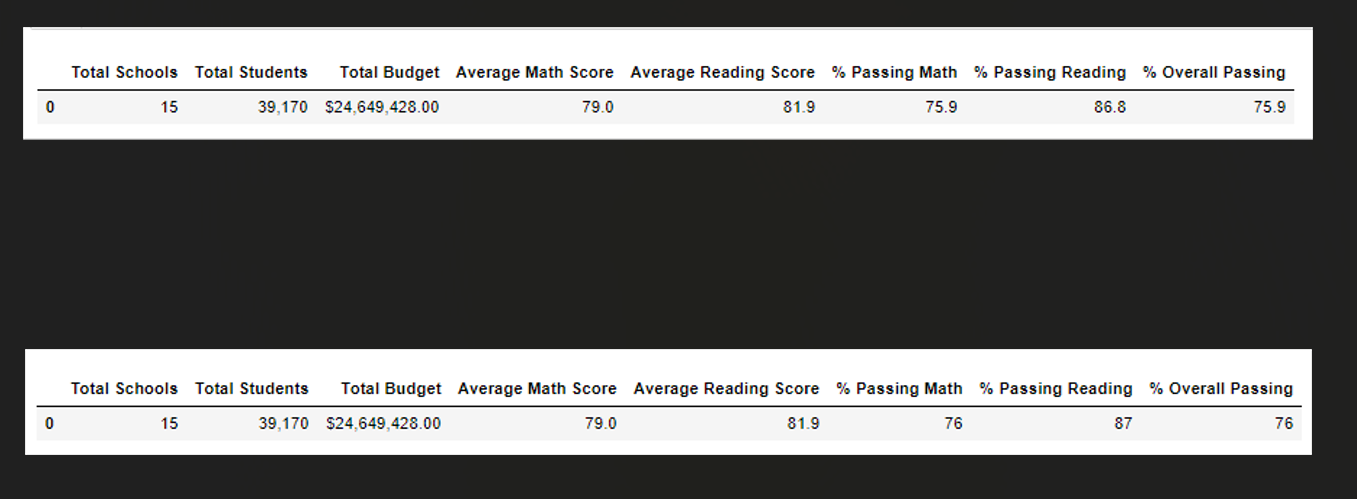 Total Schools Total Students Total Budget Average Math Score Average Reading Score % Passing Math % Passing Reading % Overall Passing
0 15 39,170 $24,649,428.00 79.0 81.9 75.9 86.8 75.9
Total Schools Total Students Total Budget Average Math Score Average Reading Score % Passing Math % Passing Reading % Overall Passing
0 15 39,170 $24,649,428.00 79.0 81.9 76 87 76